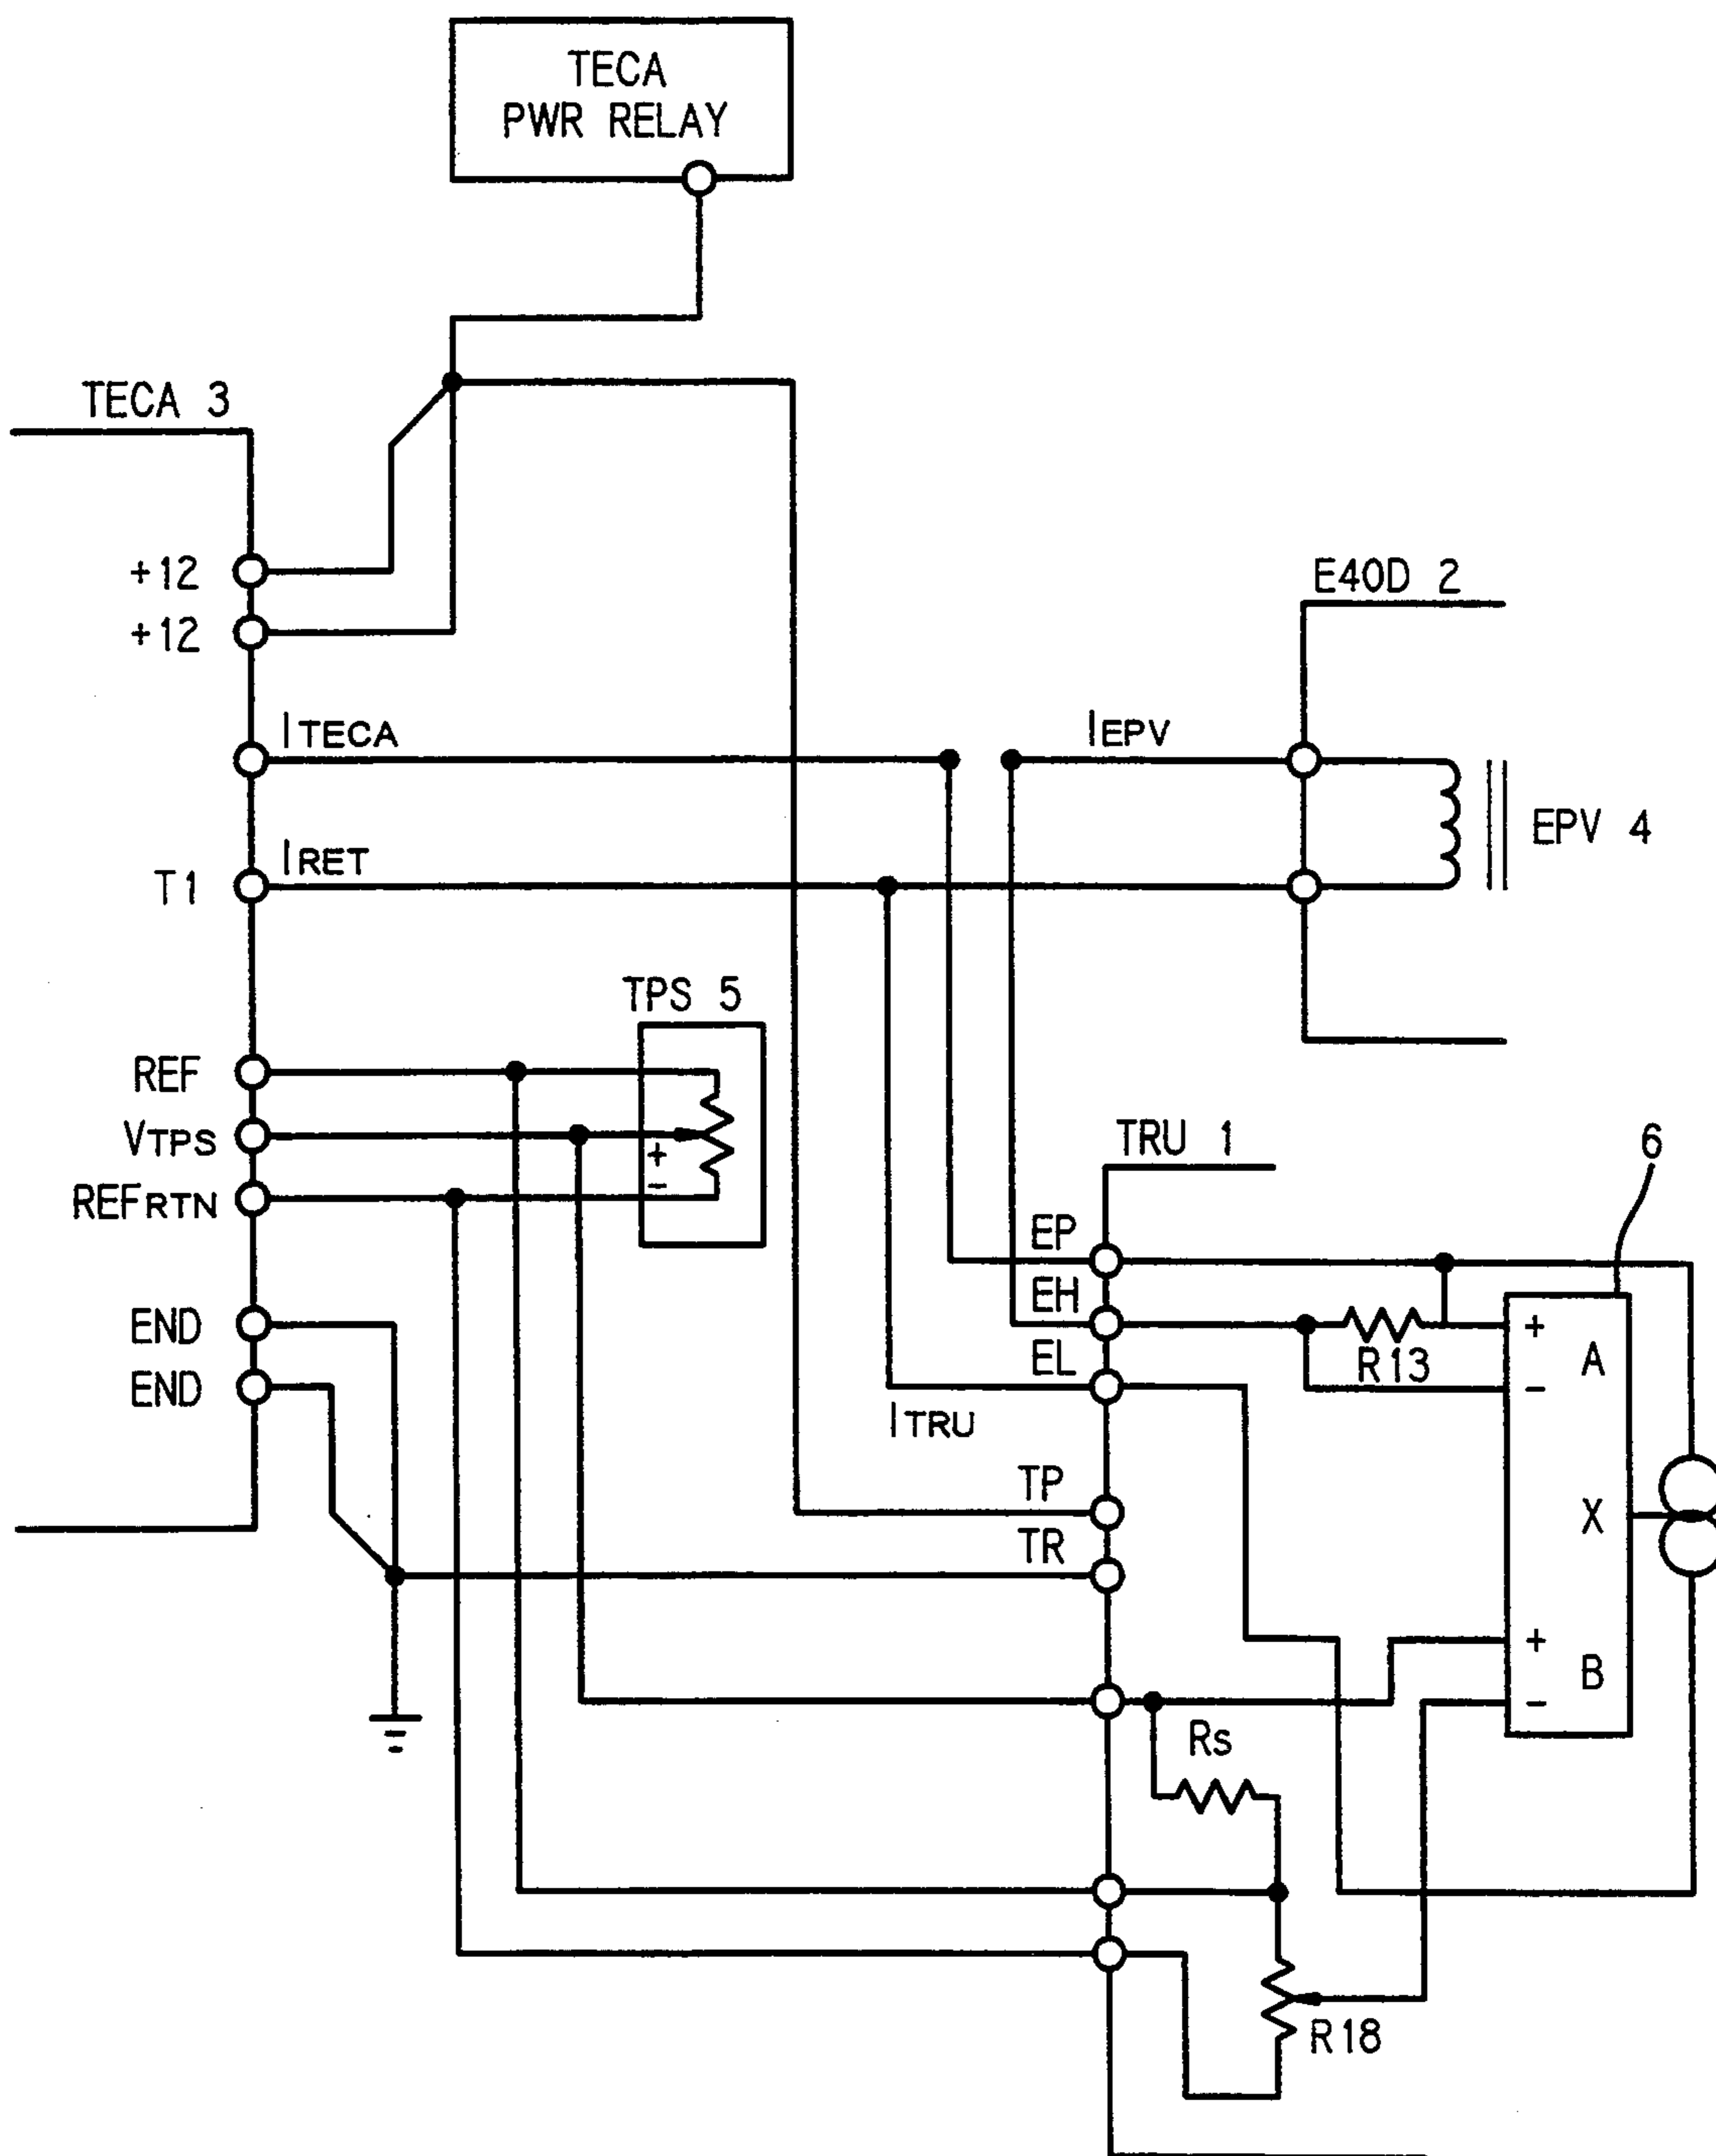 TECA
PWR RELAY
TECA 3
+12
+12
E40D 2
ITECA
IEPV
EPV 4
IRET
T1
TPS 5
REF
VTPS
+
-
REFRTN
TRU 1
6
EP
END
EH
+
A
R13
END
EL
-
ITRU
TP
X
TR
+
B
-
Rs
R18